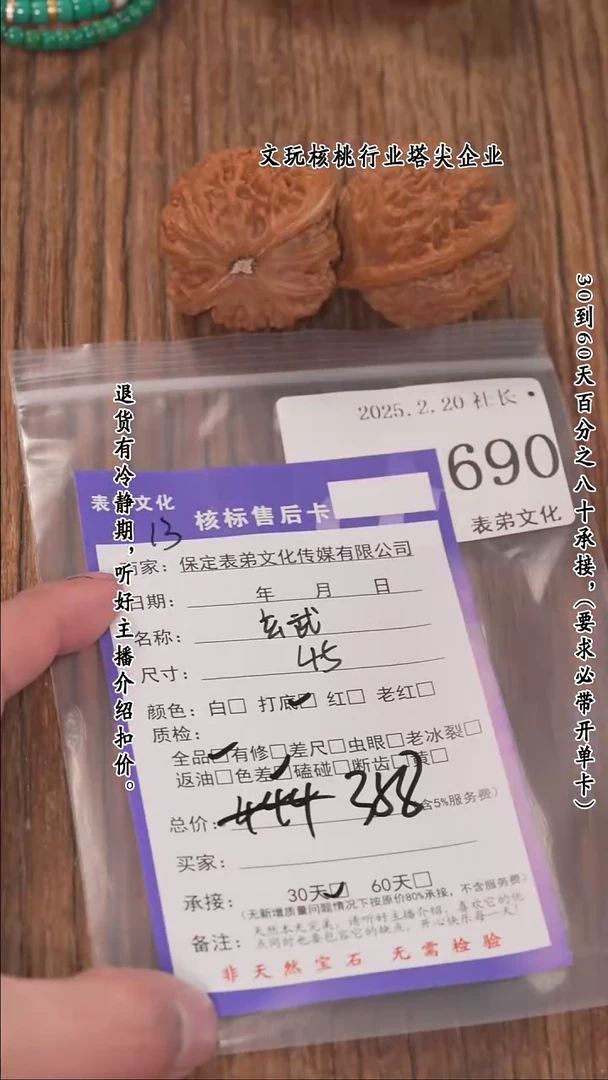 文玩核桃行业塔尖企业
30到60天百分之八十承接，(要求必带开单卡)
退货有冷静期，听好主播介绍扣价。
2025.2.20 社长
690
表弟文化
表弟文化
核标售后卡
13
商家：保定表弟文化传媒有限公司
日期： 年 月 日
名称： 玄武
尺寸： 45
颜色：白□ 打底☑ 红□ 老红□
质检：
全品☑有修□差尺□虫眼□老冰裂□
返油□色差☑磕碰□断齿□黄□
总价：444 388 含5%服务费)
买家：
承接： 30天☑ 60天□
(无新增质量问题情况下按原价80%承接，不含服务费)
备注：天然本无完美，请听好主播介绍，喜欢它的优
点同时也要包容它的缺点，开心快乐每一天！
非天然宝石 无需检验